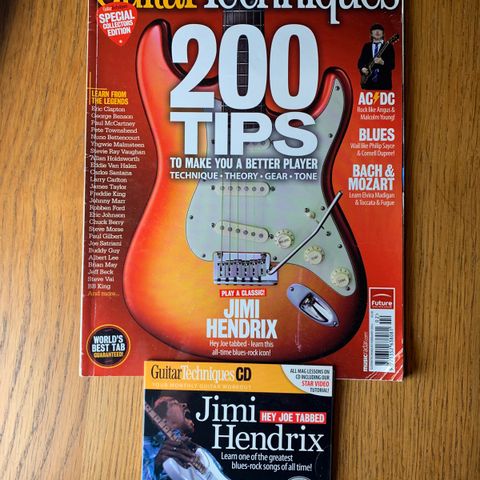 GuitarTechniques
SPECIAL
COLLECTORS
EDITION
200
TIPS
TO MAKE YOU A BETTER PLAYER
TECHNIQUE • THEORY • GEAR • TONE
LEARN FROM
THE LEGENDS
Eric Clapton
George Benson
Paul McCartney
Pete Townshend
Nuno Bettencourt
Yngwie Malmsteen
Stevie Ray Vaughan
Allan Holdsworth
Eddie Van Halen
Carlos Santana
Larry Carlton
James Taylor
Freddie King
Johnny Marr
Robben Ford
Eric Johnson
Chuck Berry
Steve Morse
Paul Gilbert
Joe Satriani
Buddy Guy
Albert Lee
Brian May
Jeff Beck
Steve Vai
BB King
And more...
WORLD'S
BEST TAB
GUARANTEED!
AC DC
Rock like Angus &
Malcolm Young!
BLUES
Wail like Philip Sayce
& Cornell Dupree!
BACH &
MOZART
Learn Elvira Madigan
& Toccata & Fugue
PLAY A CLASSIC!
JIMI
HENDRIX
Hey Joe tabbed - learn this
all-time blues-rock icon!
Future
GuitarTechniques CD
YOUR MONTHLY GUITAR WORKOUT
ALL MAG LESSONS ON
CD INCLUDING OUR
STAR VIDEO
TUTORIAL!
Jimi
HEY JOE TABBED
Hendrix
Learn one of the greatest
blues-rock songs of all time!